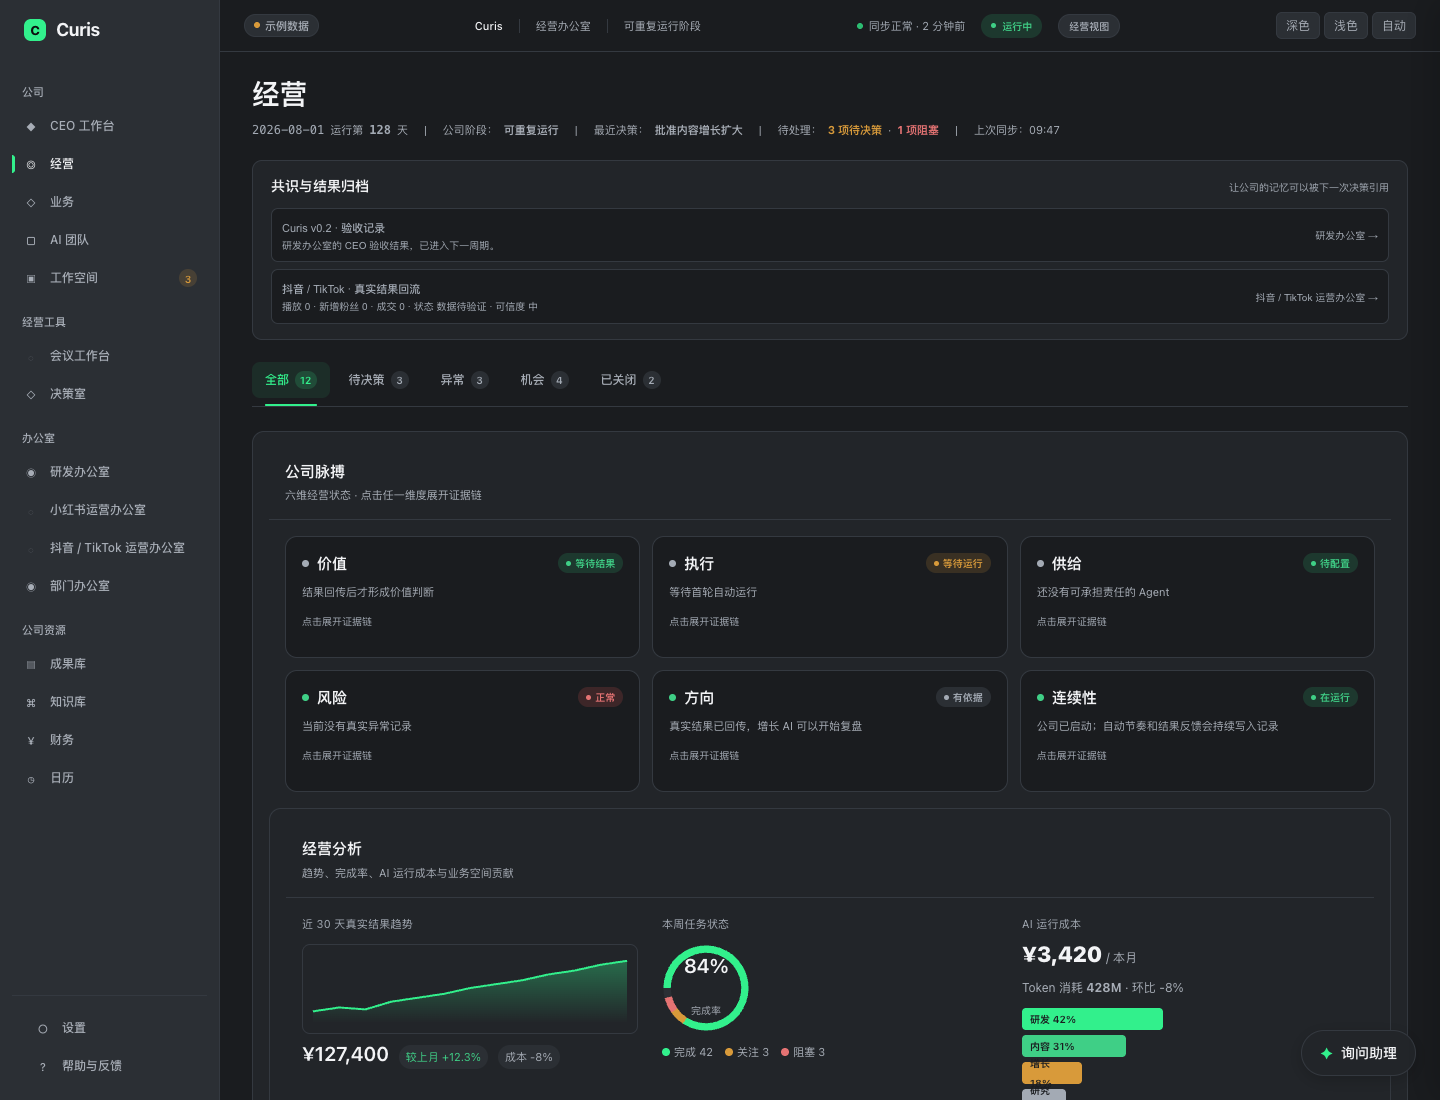 C Curis
公司
CEO 工作台
经营
业务
AI 团队
工作空间 3
经营工具
会议工作台
决策室
办公室
研发办公室
小红书运营办公室
抖音 / TikTok 运营办公室
部门办公室
公司资源
成果库
知识库
¥ 财务
日历
设置
? 帮助与反馈
示例数据
Curis | 经营办公室 | 可重复运行阶段
同步正常 · 2 分钟前
运行中
经营视图
深色 浅色 自动
经营
2026-08-01 运行第 128 天 | 公司阶段： 可重复运行 | 最近决策： 批准内容增长扩大 | 待处理： 3 项待决策 · 1 项阻塞 | 上次同步：09:47
共识与结果归档
让公司的记忆可以被下一次决策引用
Curis v0.2 · 验收记录
研发办公室的 CEO 验收结果，已进入下一周期。
研发办公室 →
抖音 / TikTok · 真实结果回流
播放 0 · 新增粉丝 0 · 成交 0 · 状态 数据待验证 · 可信度 中
抖音 / TikTok 运营办公室 →
全部 12 待决策 3 异常 3 机会 4 已关闭 2
公司脉搏
六维经营状态 · 点击任一维度展开证据链
价值 等待结果
结果回传后才形成价值判断
点击展开证据链
执行 等待运行
等待首轮自动运行
点击展开证据链
供给 待配置
还没有可承担责任的 Agent
点击展开证据链
风险 正常
当前没有真实异常记录
点击展开证据链
方向 有依据
真实结果已回传，增长 AI 可以开始复盘
点击展开证据链
连续性 在运行
公司已启动；自动节奏和结果反馈会持续写入记录
点击展开证据链
经营分析
趋势、完成率、AI 运行成本与业务空间贡献
近 30 天真实结果趋势
¥127,400 较上月 +12.3% 成本 -8%
本周任务状态
84%
完成率
完成 42 关注 3 阻塞 3
AI 运行成本
¥3,420 / 本月
Token 消耗 428M · 环比 -8%
研发 42%
内容 31%
增长
18%
研究
询问助理